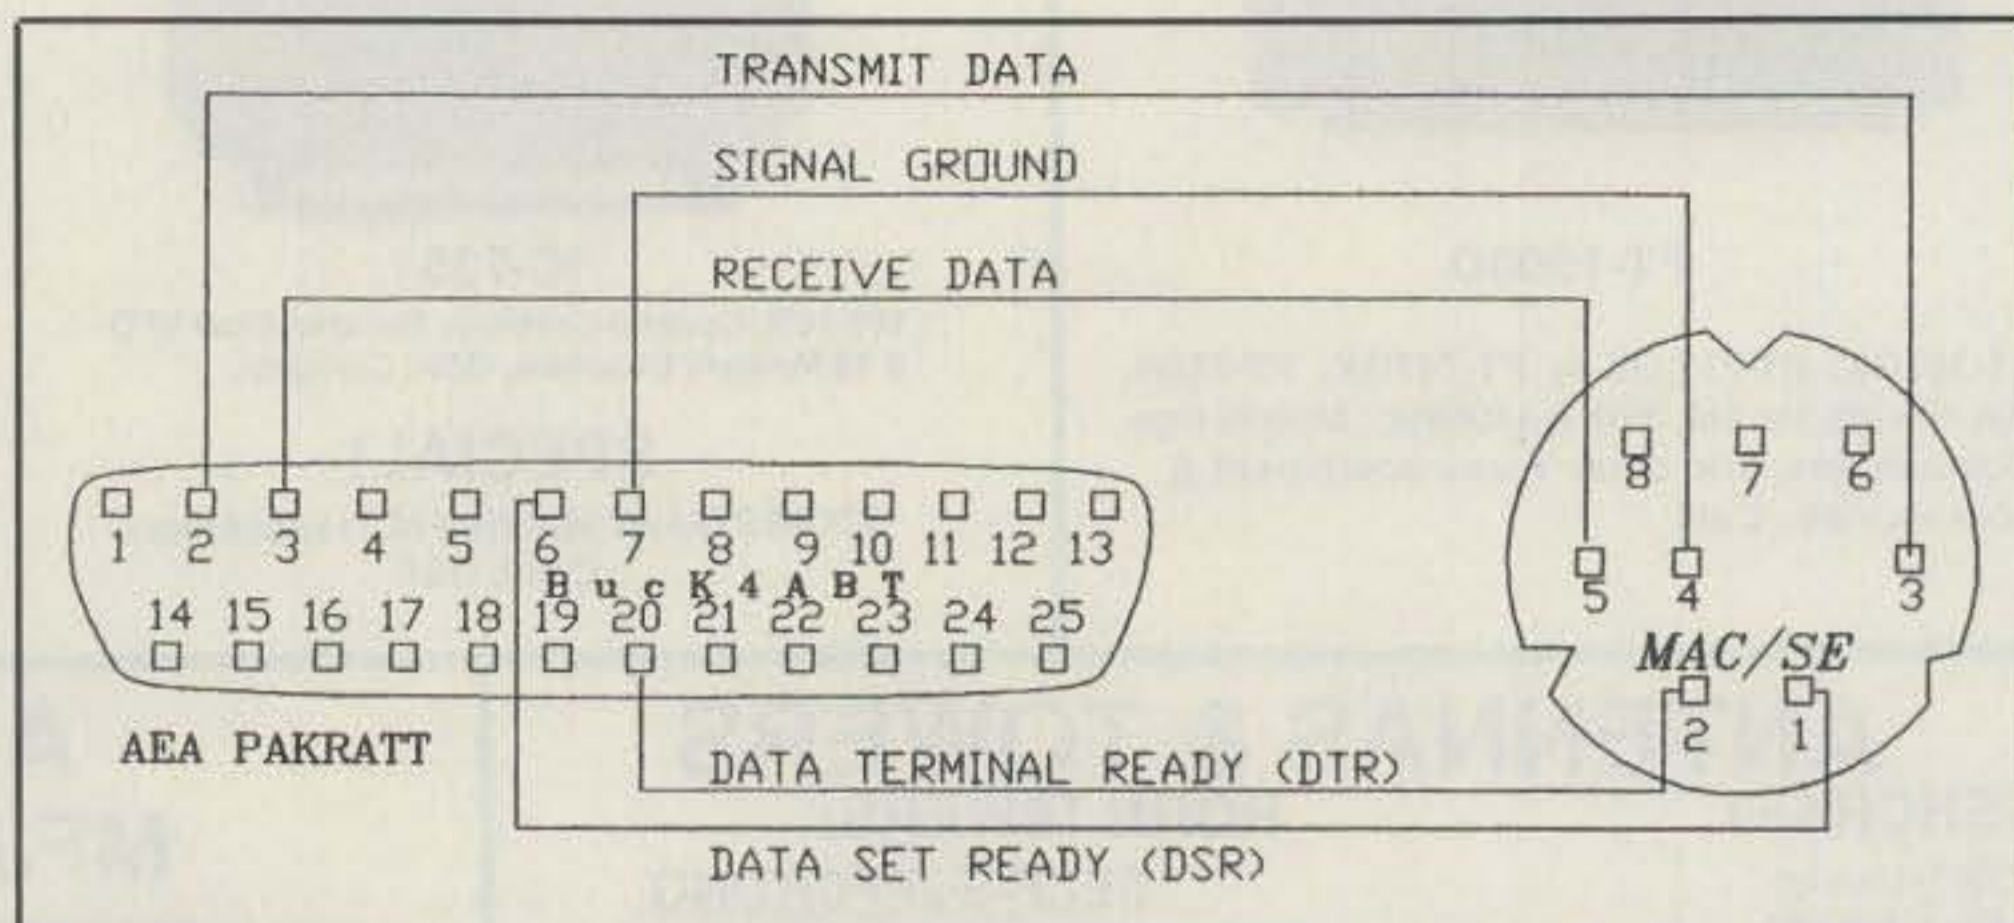 TRANSMIT DATA
SIGNAL GROUND
RECEIVE DATA
8 7 6
1 2 3 4 5 6 7 8 9 10 11 12 13
5 4 3
BucK4ABT
14 15 16 17 18 19 20 21 22 23 24 25
MAC/SE
2 1
AEA PAKRATT
DATA TERMINAL READY (DTR)
DATA SET READY (DSR)